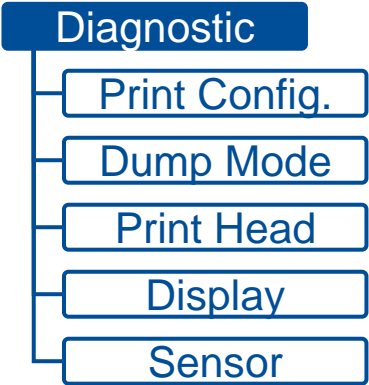 Diagnostic
Print Config.
Dump Mode
Print Head
Display
Sensor